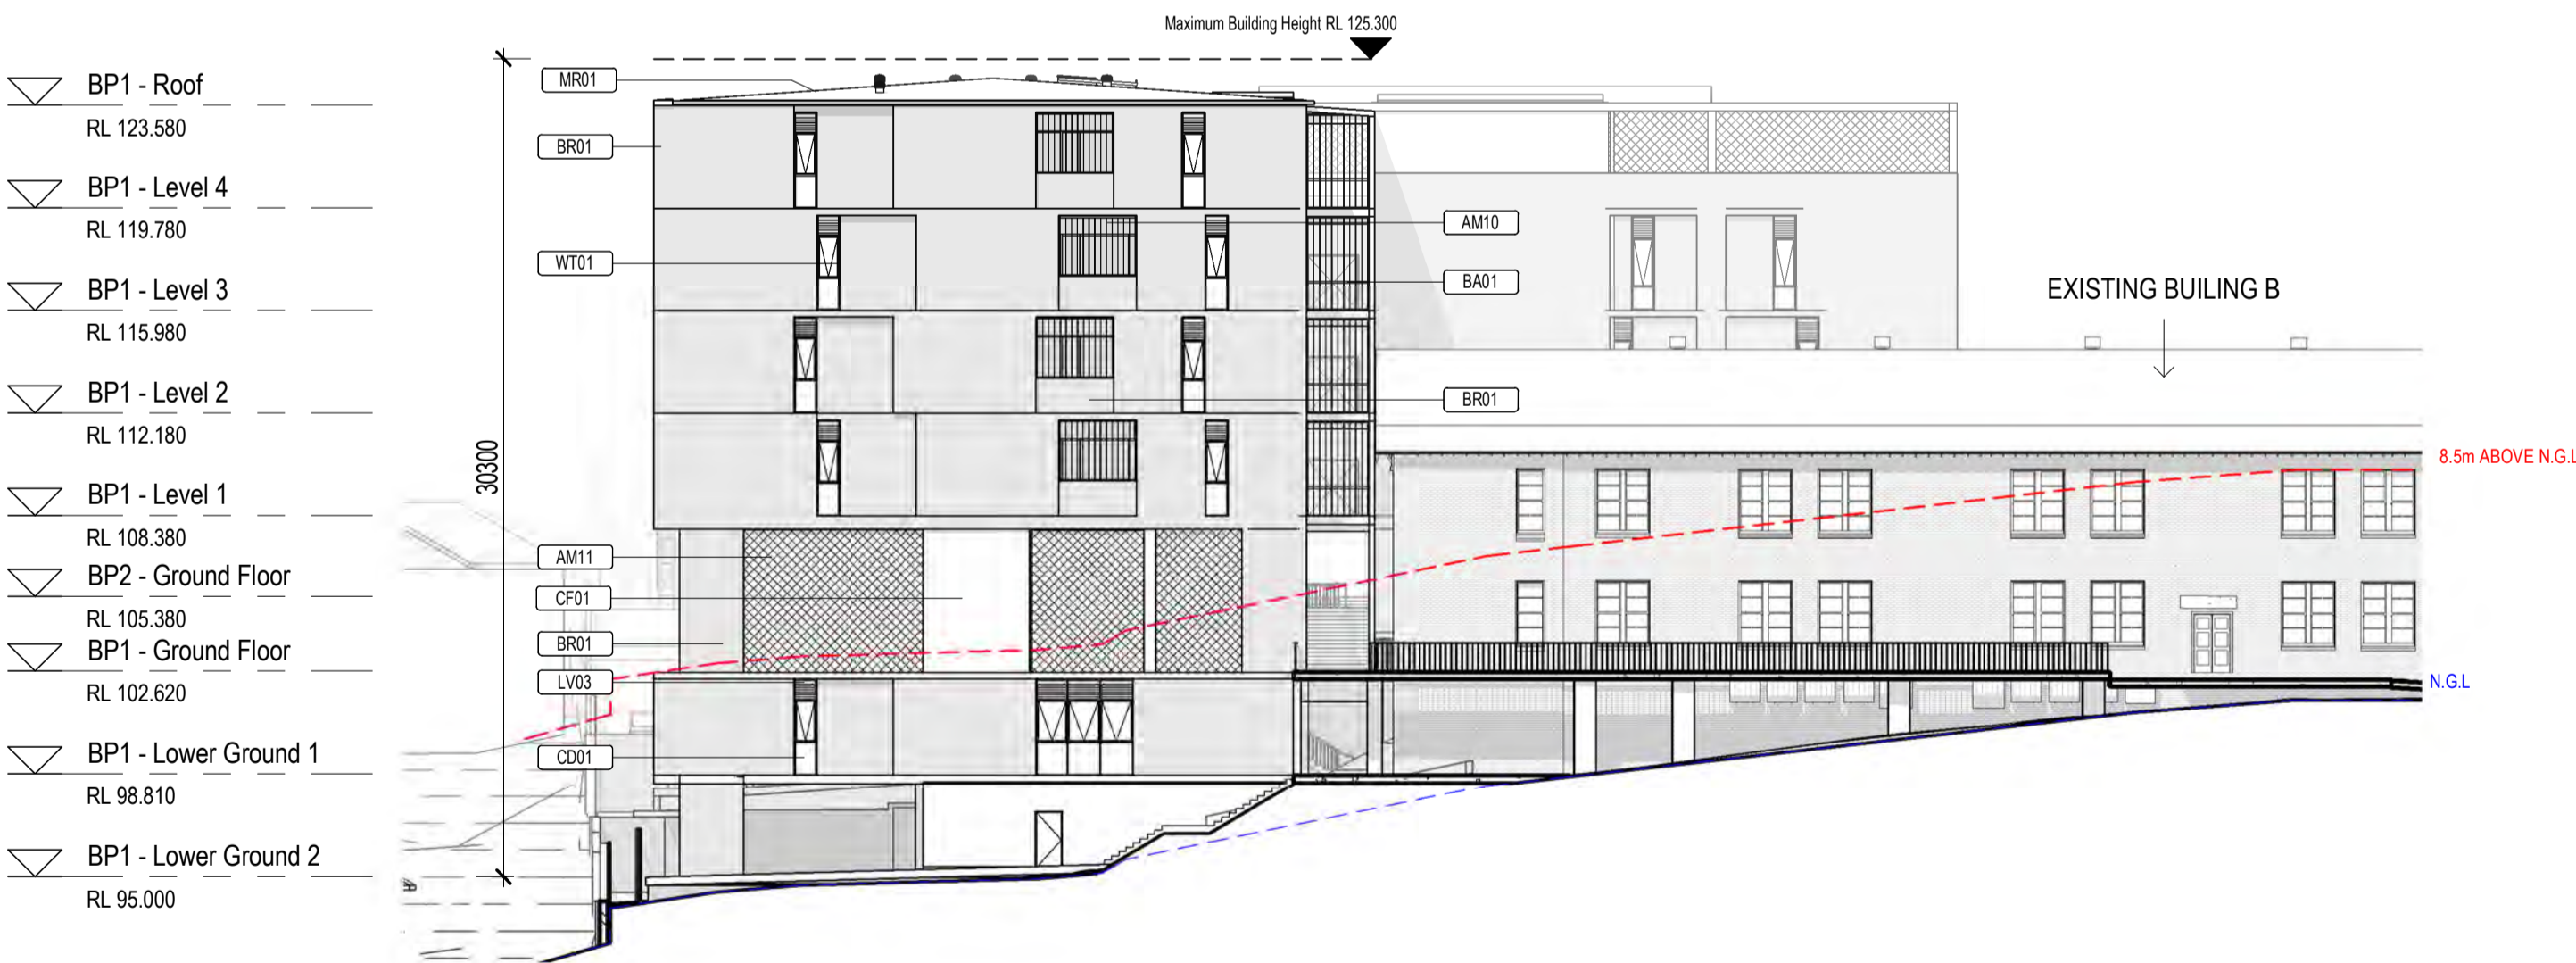 Maximum Building Height RL 125.300
BP1 - Roof
RL 123.580
BP1 - Level 4
RL 119.780
BP1 - Level 3
RL 115.980
BP1 - Level 2
RL 112.180
BP1 - Level 1
RL 108.380
BP2 - Ground Floor
RL 105.380
BP1 - Ground Floor
RL 102.620
BP1 - Lower Ground 1
RL 98.810
BP1 - Lower Ground 2
RL 95.000
30300
MR01
BR01
WT01
AM11
CF01
BR01
LV03
CD01
AM10
BA01
BR01
EXISTING BUILING B
8.5m ABOVE N.G.L
N.G.L